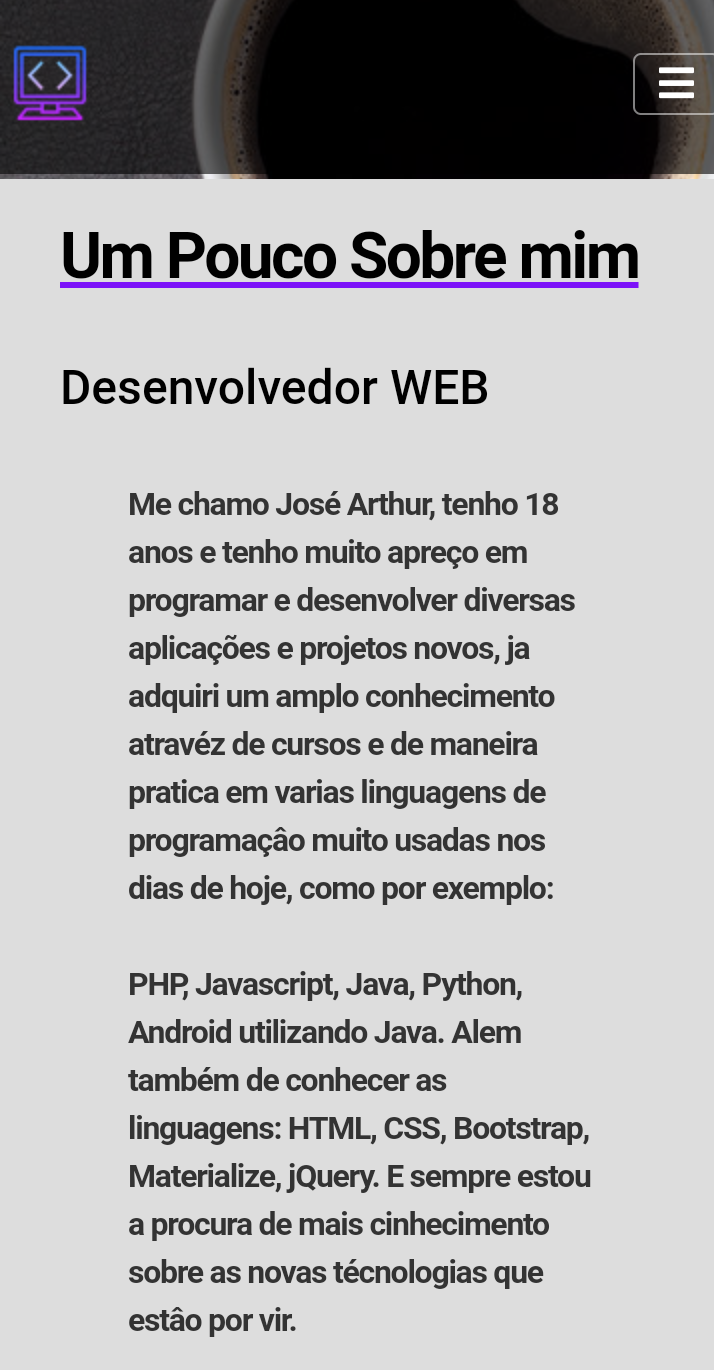 Um Pouco Sobre mim
Desenvolvedor WEB
Me chamo José Arthur, tenho 18
anos e tenho muito apreço em
programar e desenvolver diversas
aplicações e projetos novos, ja
adquiri um amplo conhecimento
atravéz de cursos e de maneira
pratica em varias linguagens de
programaçâo muito usadas nos
dias de hoje, como por exemplo:
PHP, Javascript, Java, Python,
Android utilizando Java. Alem
também de conhecer as
linguagens: HTML, CSS, Bootstrap,
Materialize, jQuery. E sempre estou
a procura de mais cinhecimento
sobre as novas técnologias que
estâo por vir.